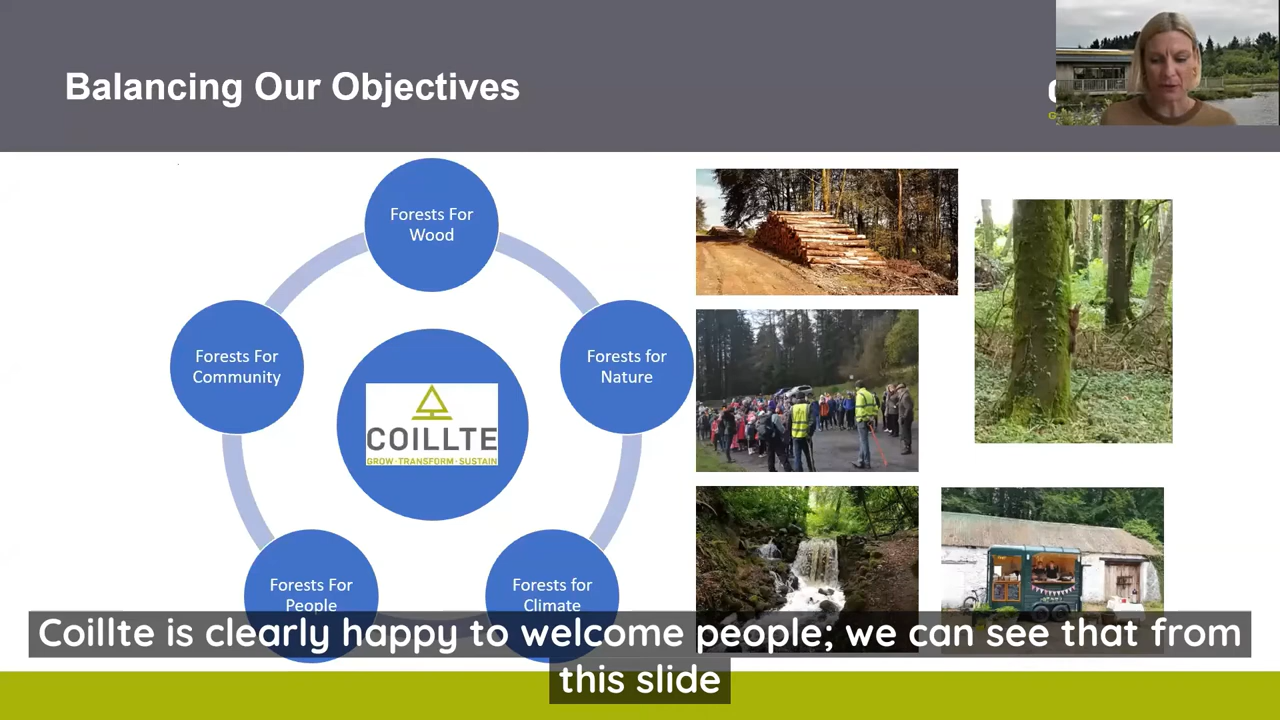 Balancing Our Objectives
Forests For
Wood
Forests For
Community
Forests for
Nature
COILLTE
GROW·TRANSFORM·SUSTAIN
Forests For
People
Forests for
Climate
Coillte is clearly happy to welcome people; we can see that from
this slide